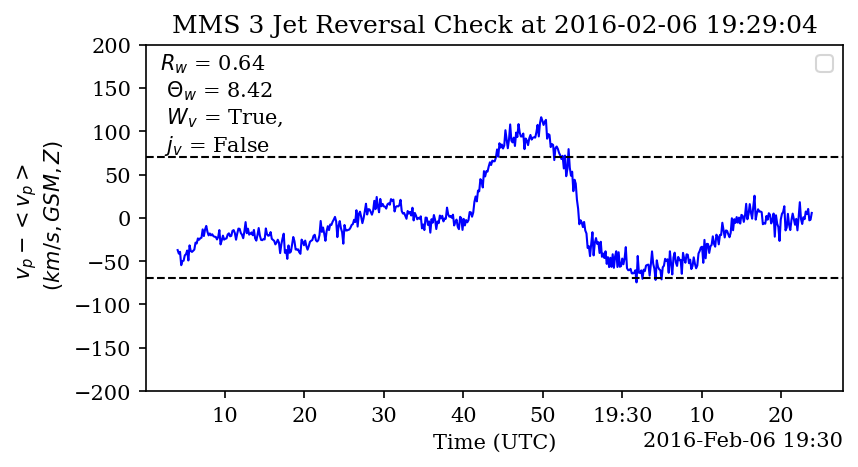 MMS 3 Jet Reversal Check at 2016-02-06 19:29:04
200
150
100
50
0
−50
−100
−150
−200
v_p − < v_p >
(km/s, GSM, Z)
R_w = 0.64
Θ_w = 8.42
W_v = True,
j_v = False
10 20 30 40 50 19:30 10 20
Time (UTC)
2016-Feb-06 19:30